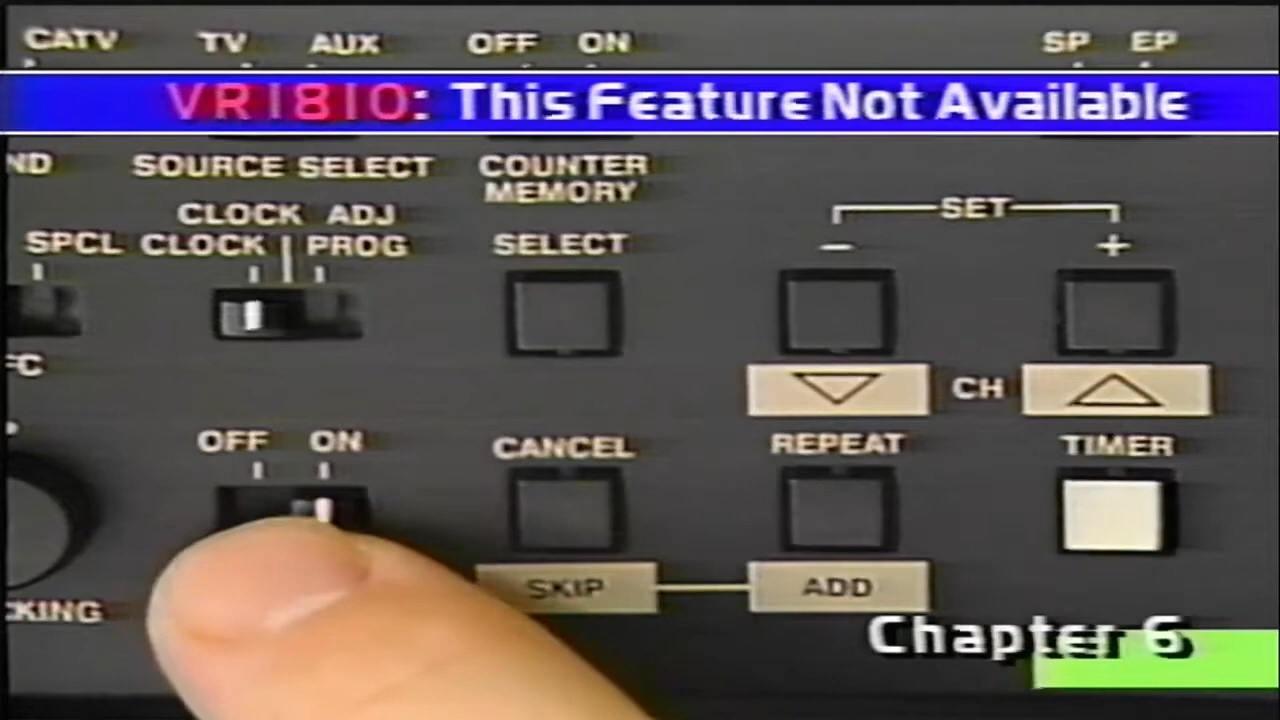 CATV TV AUX OFF ON SP EP
VR1810: This Feature Not Available
ND SOURCE SELECT COUNTER
MEMORY
CLOCK ADJ SET
SPCL CLOCK PROG SELECT - +
FC CH
OFF ON CANCEL REPEAT TIMER
SKIP ADD
CKING
Chapter 6